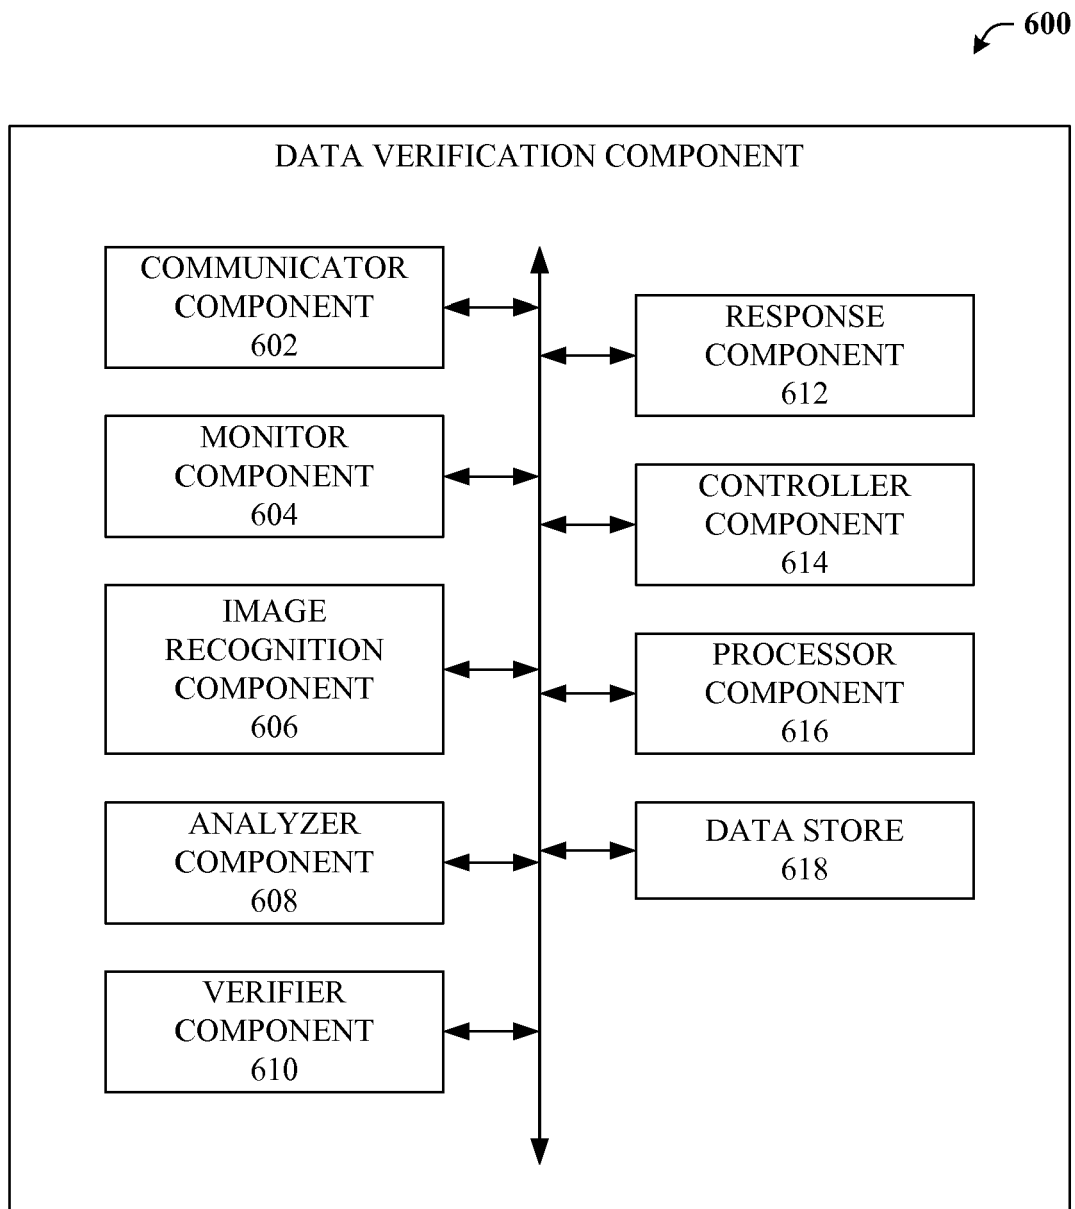 600
DATA VERIFICATION COMPONENT
COMMUNICATOR
COMPONENT
602
MONITOR
COMPONENT
604
IMAGE
RECOGNITION
COMPONENT
606
ANALYZER
COMPONENT
608
VERIFIER
COMPONENT
610
RESPONSE
COMPONENT
612
CONTROLLER
COMPONENT
614
PROCESSOR
COMPONENT
616
DATA STORE
618